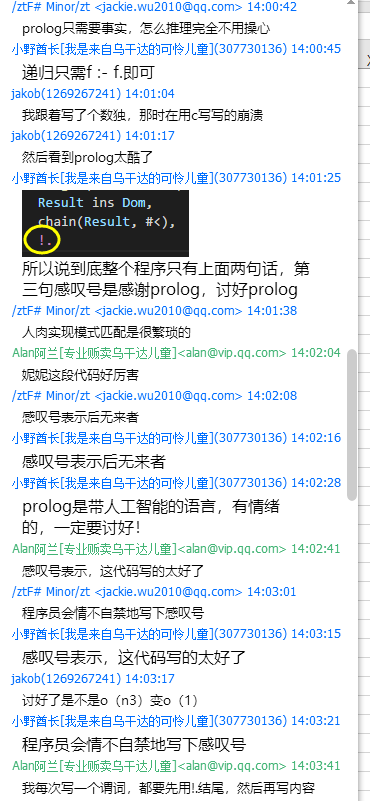 /ztF# Minor/zt <jackie.wu2010@qq.com> 14:00:42
prolog只需要事实，怎么推理完全不用操心
小野酋长[我是来自乌干达的可怜儿童](307730136) 14:00:45
递归只需f :- f.即可
jakob(1269267241) 14:01:04
我跟着写了个数独，那时在用c写写的崩溃
jakob(1269267241) 14:01:17
然后看到prolog太酷了
小野酋长[我是来自乌干达的可怜儿童](307730136) 14:01:25
Result ins Dom,
chain(Result, #<),
!.
所以说到底整个程序只有上面两句话，第
三句感叹号是感谢prolog，讨好prolog
/ztF# Minor/zt <jackie.wu2010@qq.com> 14:01:38
人肉实现模式匹配是很繁琐的
Alan阿兰[专业贩卖乌干达儿童]<alan@vip.qq.com> 14:02:04
妮妮这段代码好厉害
/ztF# Minor/zt <jackie.wu2010@qq.com> 14:02:08
感叹号表示后无来者
小野酋长[我是来自乌干达的可怜儿童](307730136) 14:02:16
感叹号表示后无来者
小野酋长[我是来自乌干达的可怜儿童](307730136) 14:02:28
prolog是带人工智能的语言，有情绪
的，一定要讨好！
Alan阿兰[专业贩卖乌干达儿童]<alan@vip.qq.com> 14:02:41
感叹号表示，这代码写的太好了
/ztF# Minor/zt <jackie.wu2010@qq.com> 14:03:01
程序员会情不自禁地写下感叹号
小野酋长[我是来自乌干达的可怜儿童](307730136) 14:03:15
感叹号表示，这代码写的太好了
jakob(1269267241) 14:03:17
讨好了是不是o（n3）变o（1）
小野酋长[我是来自乌干达的可怜儿童](307730136) 14:03:21
程序员会情不自禁地写下感叹号
Alan阿兰[专业贩卖乌干达儿童]<alan@vip.qq.com> 14:03:41
我每次写一个谓词，都要先用!.结尾，然后再写内容